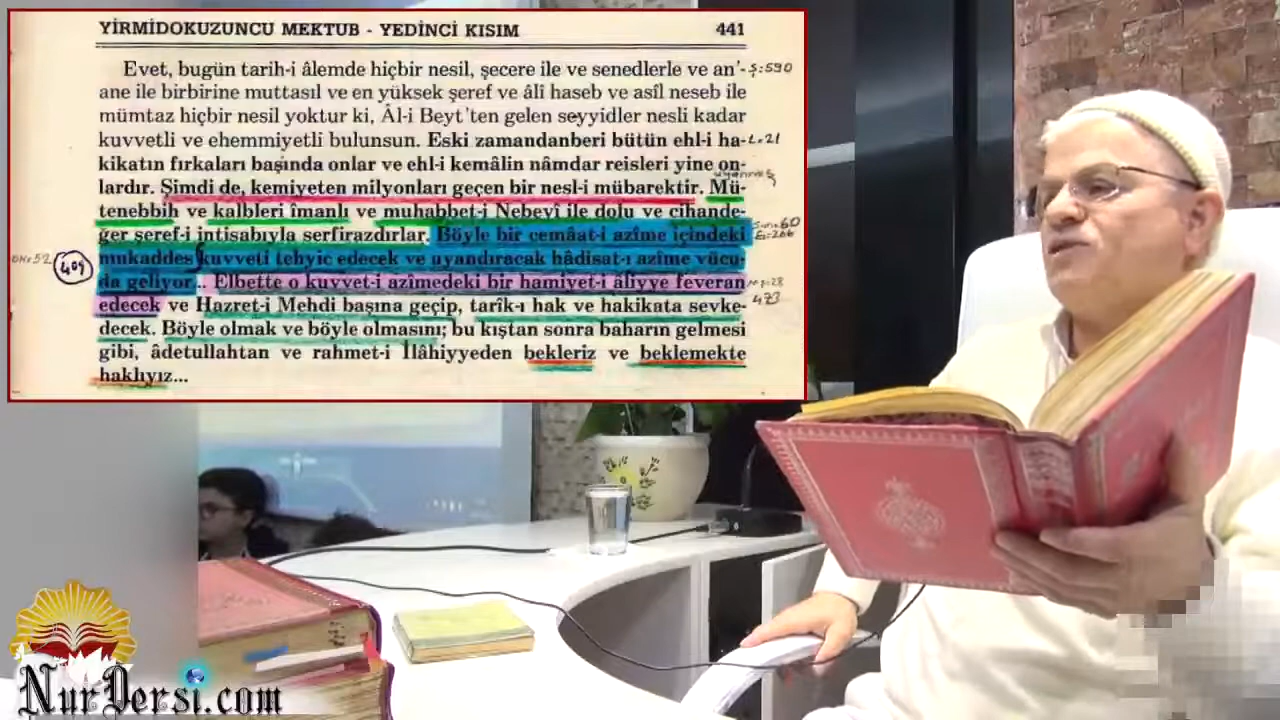 YİRMİDOKUZUNCU MEKTUB - YEDİNCİ KISIM 441
Evet, bugün tarih-i âlemde hiçbir nesil, şecere ile ve senedlerle ve an'- Ş:590
ane ile birbirine muttasıl ve en yüksek şeref ve âlî haseb ve asîl neseb ile
mümtaz hiçbir nesil yoktur ki, Âl-i Beyt'ten gelen seyyidler nesli kadar
kuvvetli ve ehemmiyetli bulunsun. Eski zamandanberi bütün ehl-i ha- L:21
kikatın fırkaları başında onlar ve ehl-i kemâlin nâmdar reisleri yine on-
lardır. Şimdi de, kemiyeten milyonları geçen bir nesl-i mübarektir. Mü-
uyanmış
tenebbih ve kalbleri îmanlı ve muhabbet-i Nebeyî ile dolu ve cihande-
ğer şeref-i intisabıyla serfirazdırlar. Böyle bir cemâat-i azîme içindeki
mukaddes kuvveti tehyic edecek ve uyandıracak hâdisat-ı azîme vücu-
409
da geliyor... Elbette o kuvvet-i azîmedeki bir hamiyet-i âliyye feveran
edecek ve Hazret-i Mehdi başına geçip, tarîk-ı hak ve hakikata sevke- 473
decek. Böyle olmak ve böyle olmasını; bu kıştan sonra baharın gelmesi
gibi, âdetullahtan ve rahmet-i İlâhiyyeden bekleriz ve beklemekte
haklıyız...
NurDersi.com